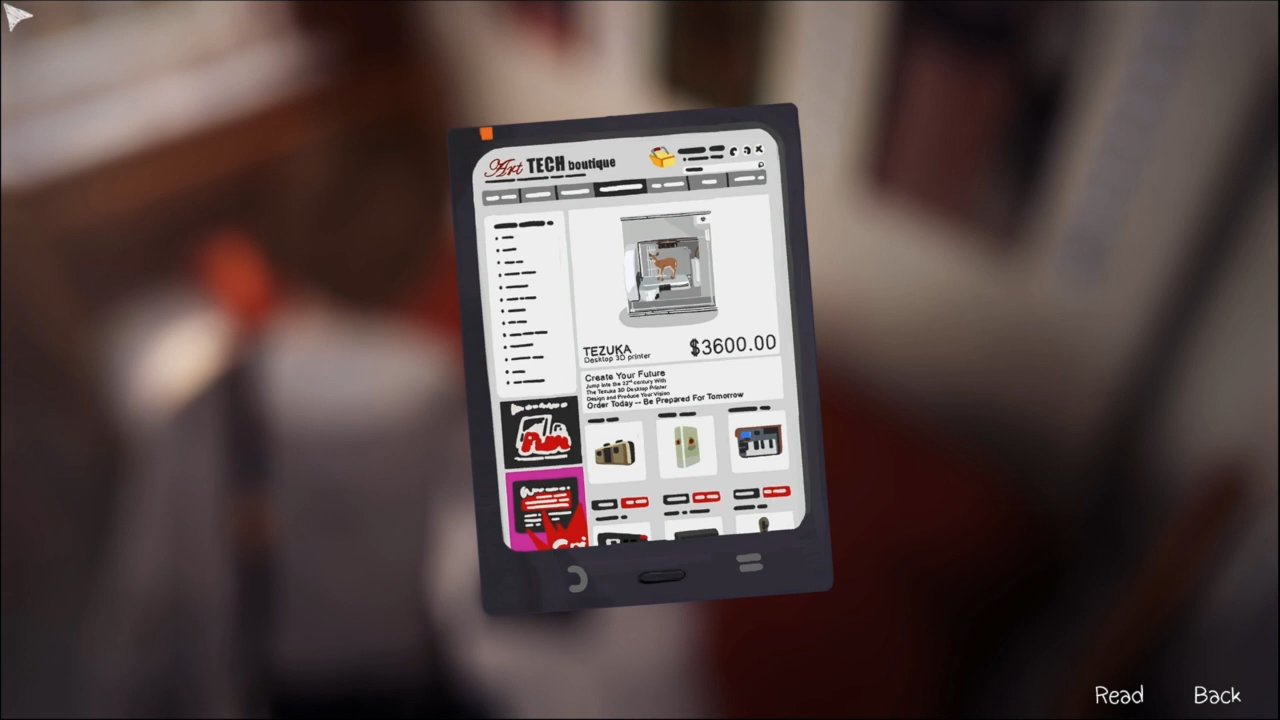 Art TECH boutique
TEZUKA
Desktop 3D printer
$3600.00
Create Your Future
Jump Into the 22nd century With
The Tezuka 3D Desktop Printer
Design and Produce Your Vision
Order Today -- Be Prepared For Tomorrow
Read
Back